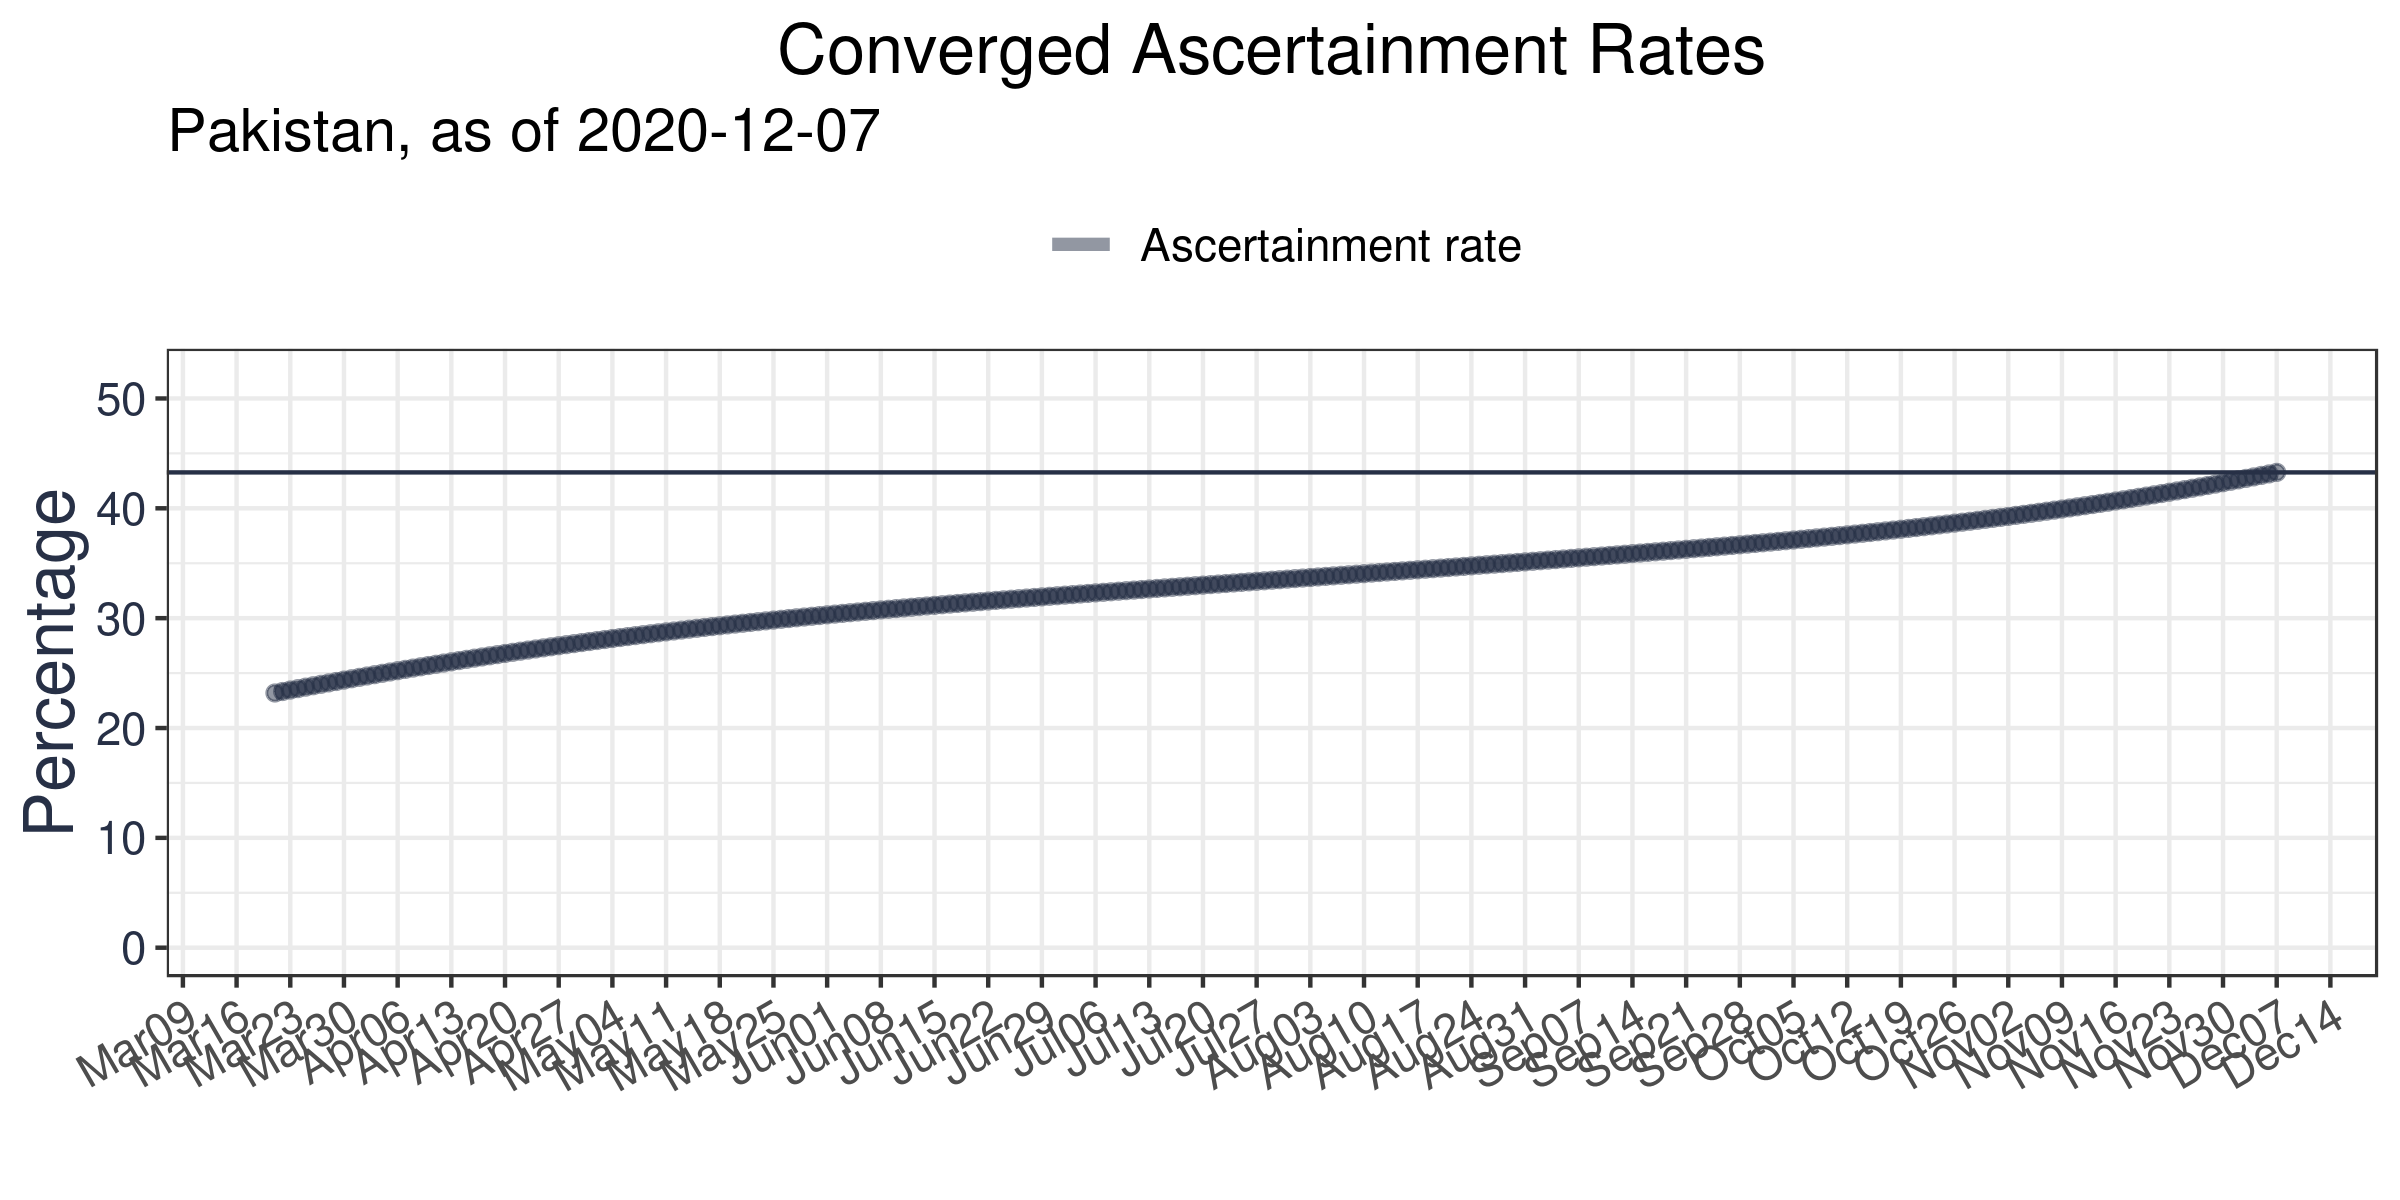 Converged Ascertainment Rates
Pakistan, as of 2020-12-07
Ascertainment rate
Percentage
50
40
30
20
10
0
Mar09 Mar16 Mar23 Mar30 Apr06 Apr13 Apr20 Apr27 May04 May11 May18 May25 Jun01 Jun08 Jun15 Jun22 Jun29 Jul06 Jul13 Jul20 Jul27 Aug03 Aug10 Aug17 Aug24 Aug31 Sep07 Sep14 Sep21 Sep28 Oct05 Oct12 Oct19 Oct26 Nov02 Nov09 Nov16 Nov23 Nov30 Dec07 Dec14